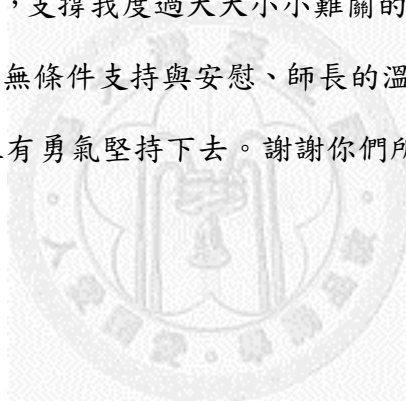 ，支撐我度過大大小小難關的
無條件支持與安慰、師長的溫
有勇氣堅持下去。謝謝你們所